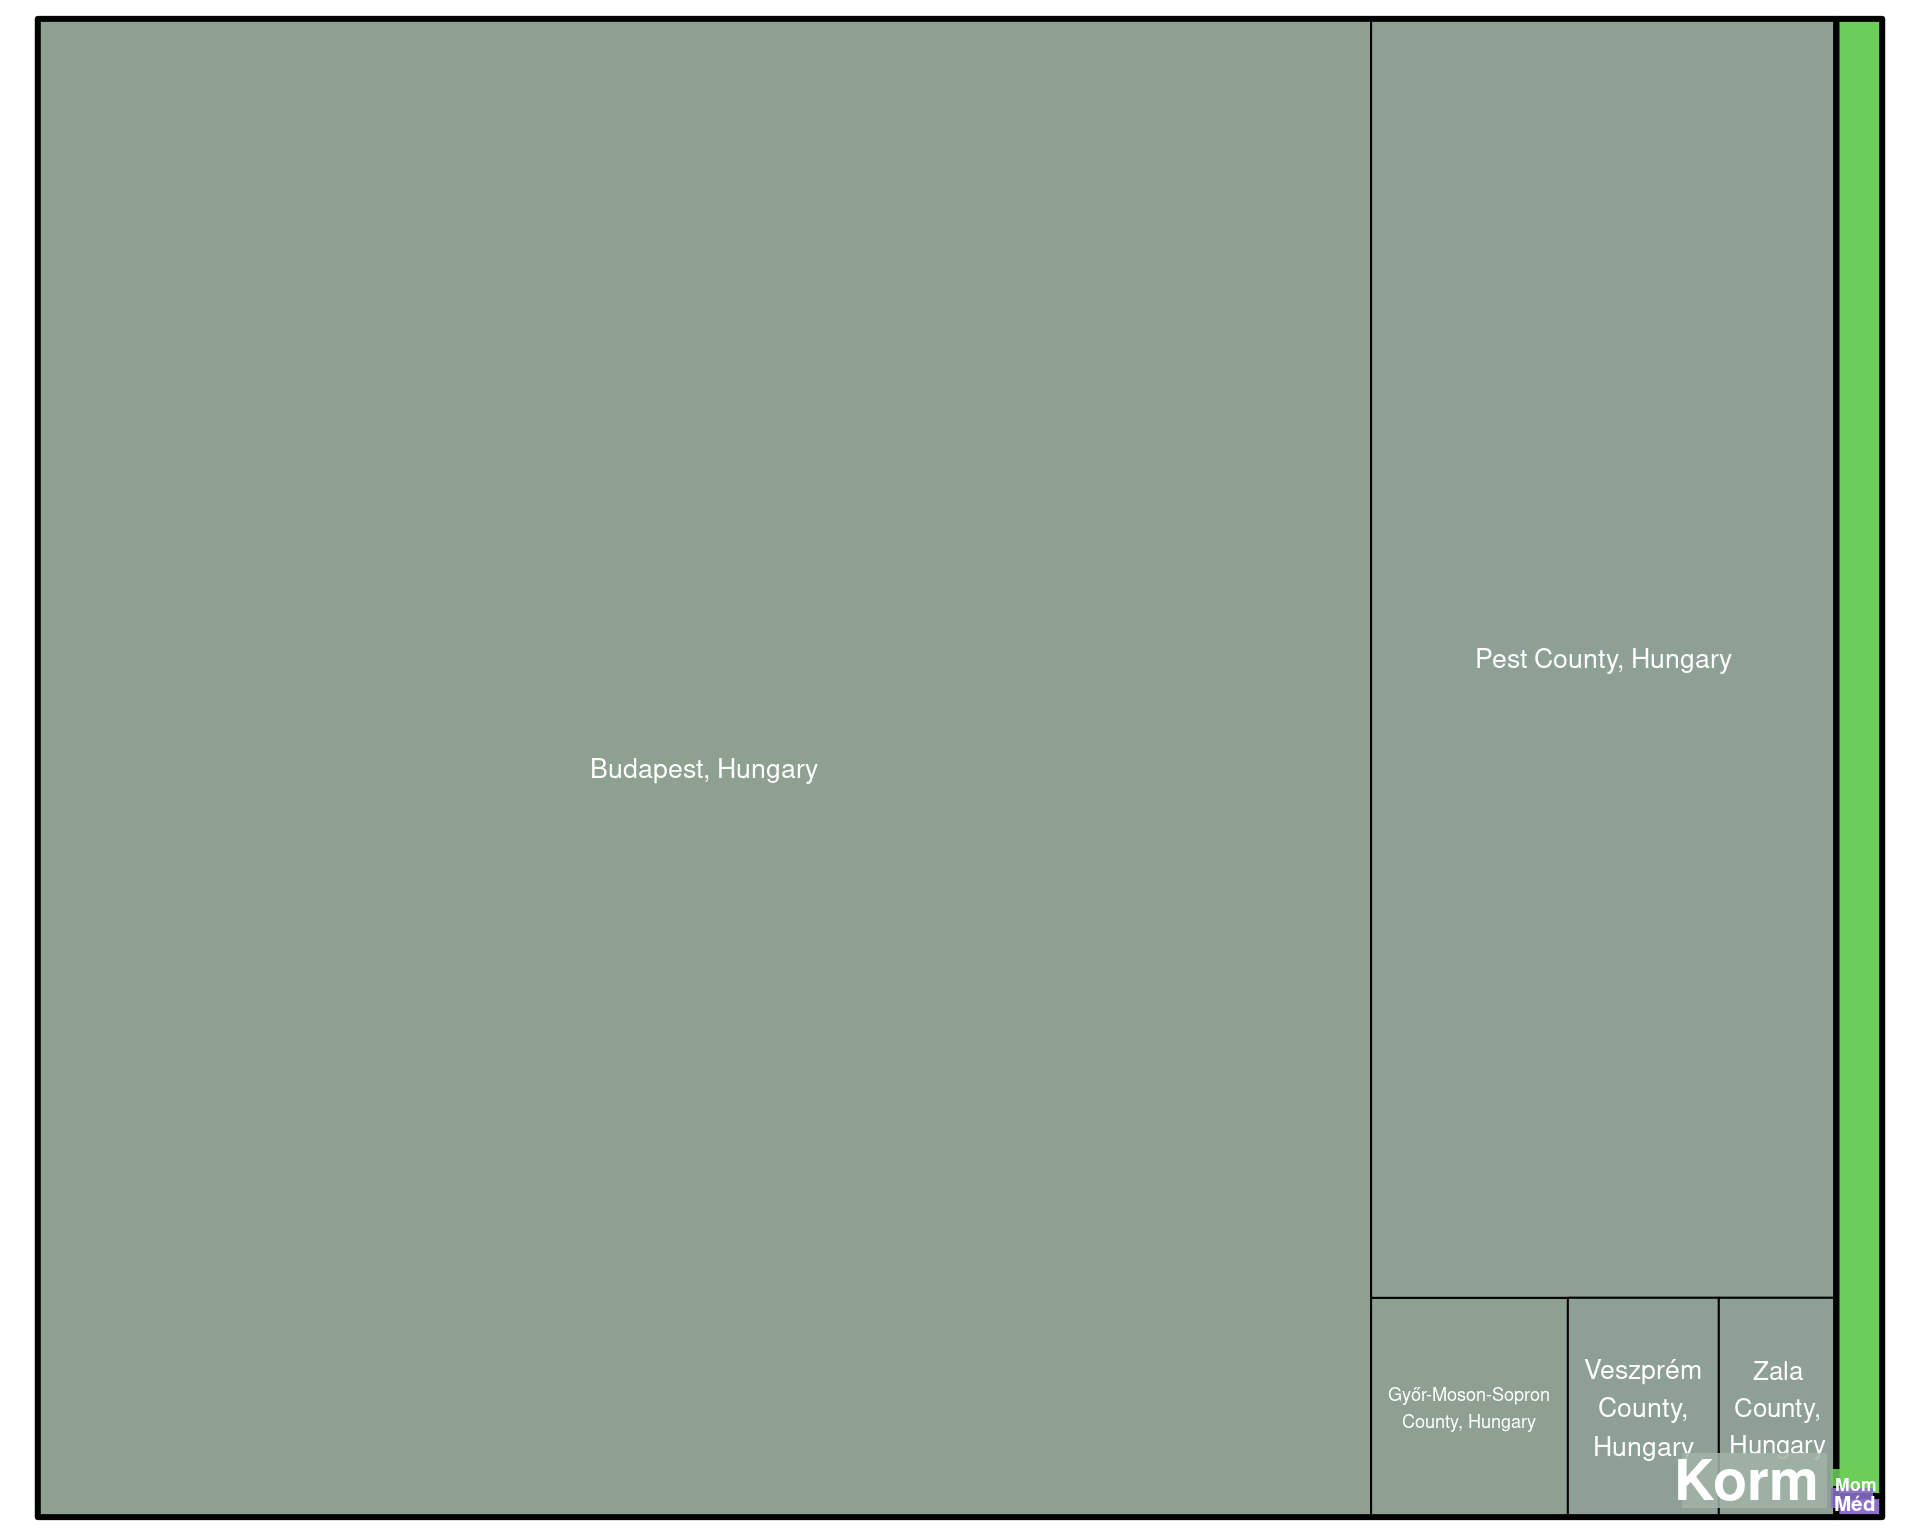 Budapest, Hungary
Pest County, Hungary
Győr-Moson-Sopron
County, Hungary
Veszprém
County,
Hungary
Zala
County,
Hungary
Korm
Mom
Méd